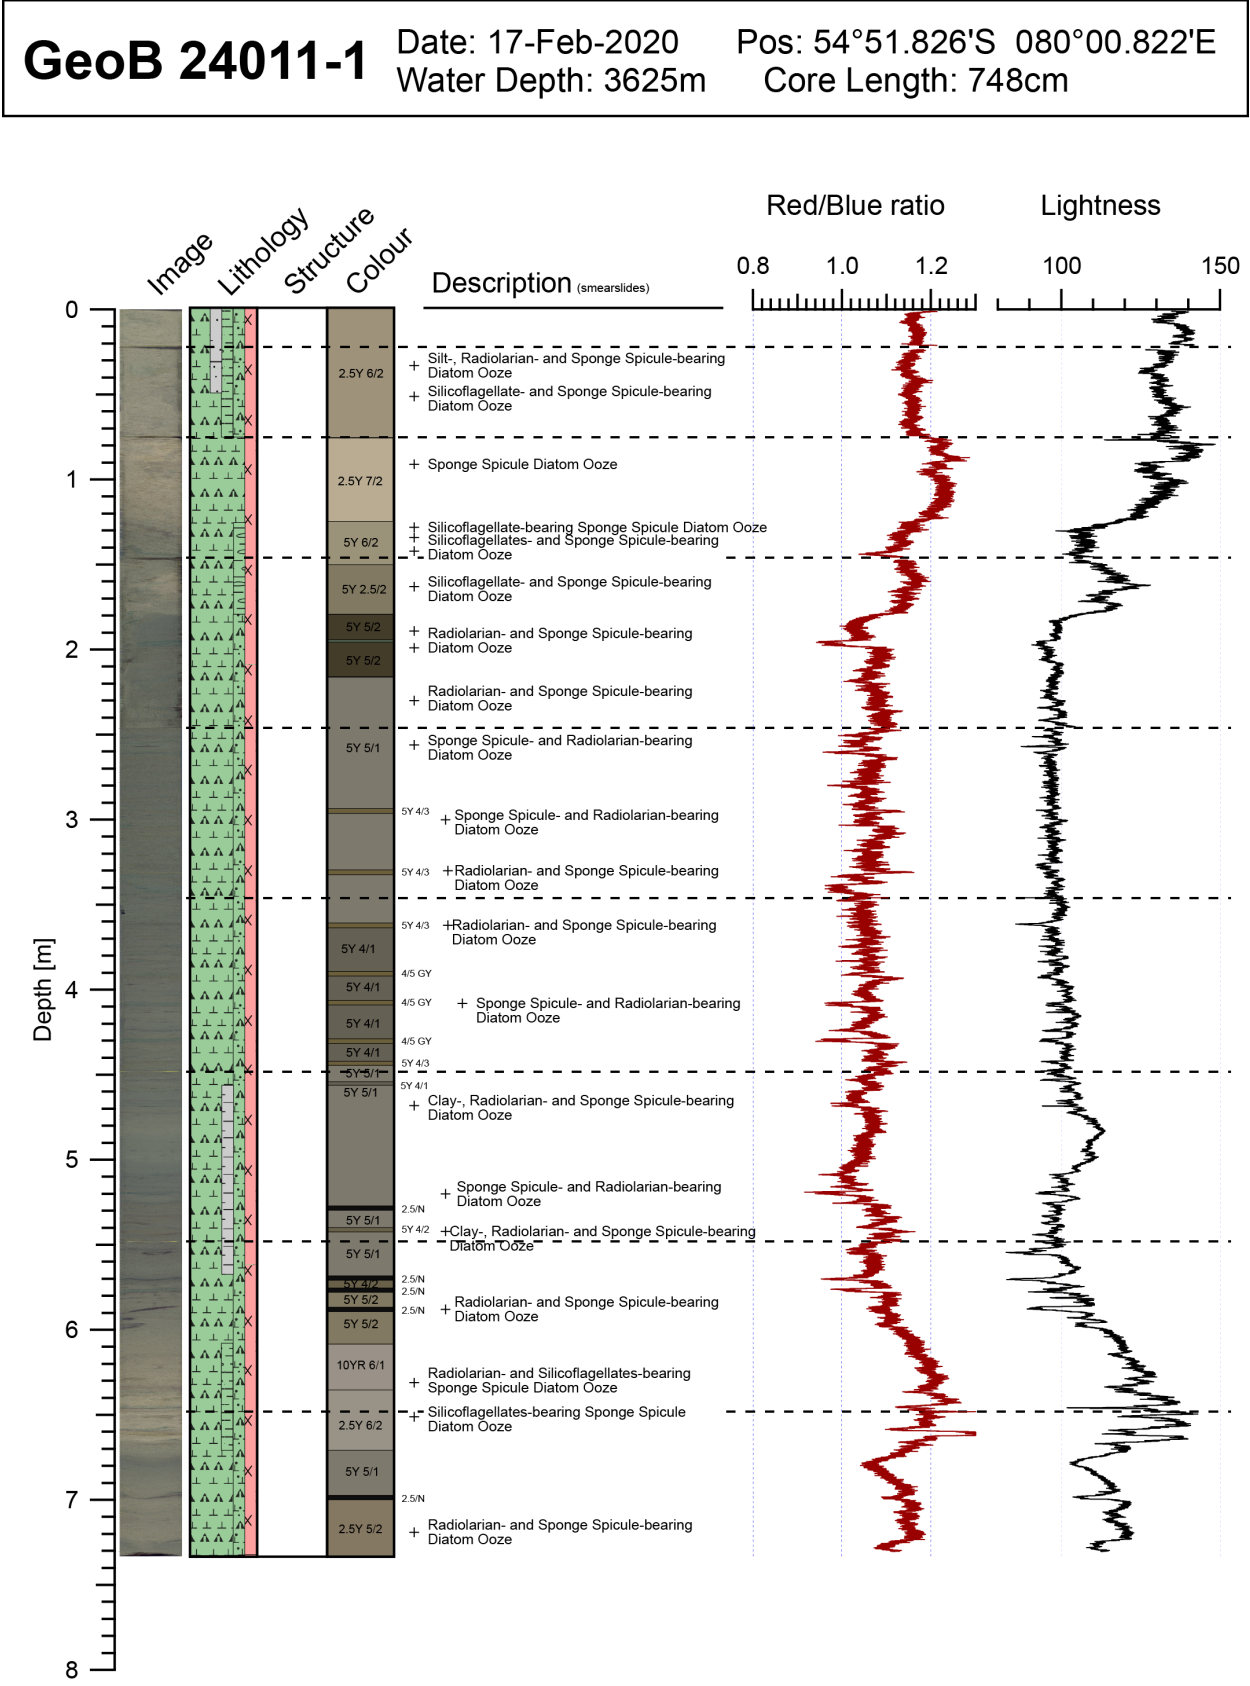 GeoB 24011-1
Date: 17-Feb-2020 Pos: 54°51.826'S 080°00.822'E
Water Depth: 3625m Core Length: 748cm
Image
Lithology
Structure
Colour
Description (smearslides)
Red/Blue ratio
Lightness
0.8 1.0 1.2
100 150
Depth [m]
0
1
2
3
4
5
6
7
8
2.5Y 6/2
2.5Y 7/2
5Y 6/2
5Y 2.5/2
5Y 5/2
5Y 5/2
5Y 5/1
5Y 4/1
5Y 4/1
5Y 4/1
5Y 4/1
5Y 5/1
5Y 5/1
5Y 5/1
5Y 5/1
5Y 4/2
5Y 5/2
5Y 5/2
10YR 6/1
2.5Y 6/2
5Y 5/1
2.5Y 5/2
5Y 4/3
5Y 4/3
5Y 4/3
4/5 GY
4/5 GY
4/5 GY
5Y 4/3
5Y 4/1
2.5/N
5Y 4/2
2.5/N
2.5/N
2.5/N
2.5/N
+ Silt-, Radiolarian- and Sponge Spicule-bearing
Diatom Ooze
+ Silicoflagellate- and Sponge Spicule-bearing
Diatom Ooze
+ Sponge Spicule Diatom Ooze
+ Silicoflagellate-bearing Sponge Spicule Diatom Ooze
+ Silicoflagellates- and Sponge Spicule-bearing
+ Diatom Ooze
+ Silicoflagellate- and Sponge Spicule-bearing
Diatom Ooze
+ Radiolarian- and Sponge Spicule-bearing
+ Diatom Ooze
+ Radiolarian- and Sponge Spicule-bearing
Diatom Ooze
+ Sponge Spicule- and Radiolarian-bearing
Diatom Ooze
+ Sponge Spicule- and Radiolarian-bearing
Diatom Ooze
+ Radiolarian- and Sponge Spicule-bearing
Diatom Ooze
+ Radiolarian- and Sponge Spicule-bearing
Diatom Ooze
+ Sponge Spicule- and Radiolarian-bearing
Diatom Ooze
+ Clay-, Radiolarian- and Sponge Spicule-bearing
Diatom Ooze
+ Sponge Spicule- and Radiolarian-bearing
Diatom Ooze
+ Clay-, Radiolarian- and Sponge Spicule-bearing
Diatom Ooze
+ Radiolarian- and Sponge Spicule-bearing
Diatom Ooze
+ Radiolarian- and Silicoflagellates-bearing
Sponge Spicule Diatom Ooze
+ Silicoflagellates-bearing Sponge Spicule
Diatom Ooze
+ Radiolarian- and Sponge Spicule-bearing
Diatom Ooze